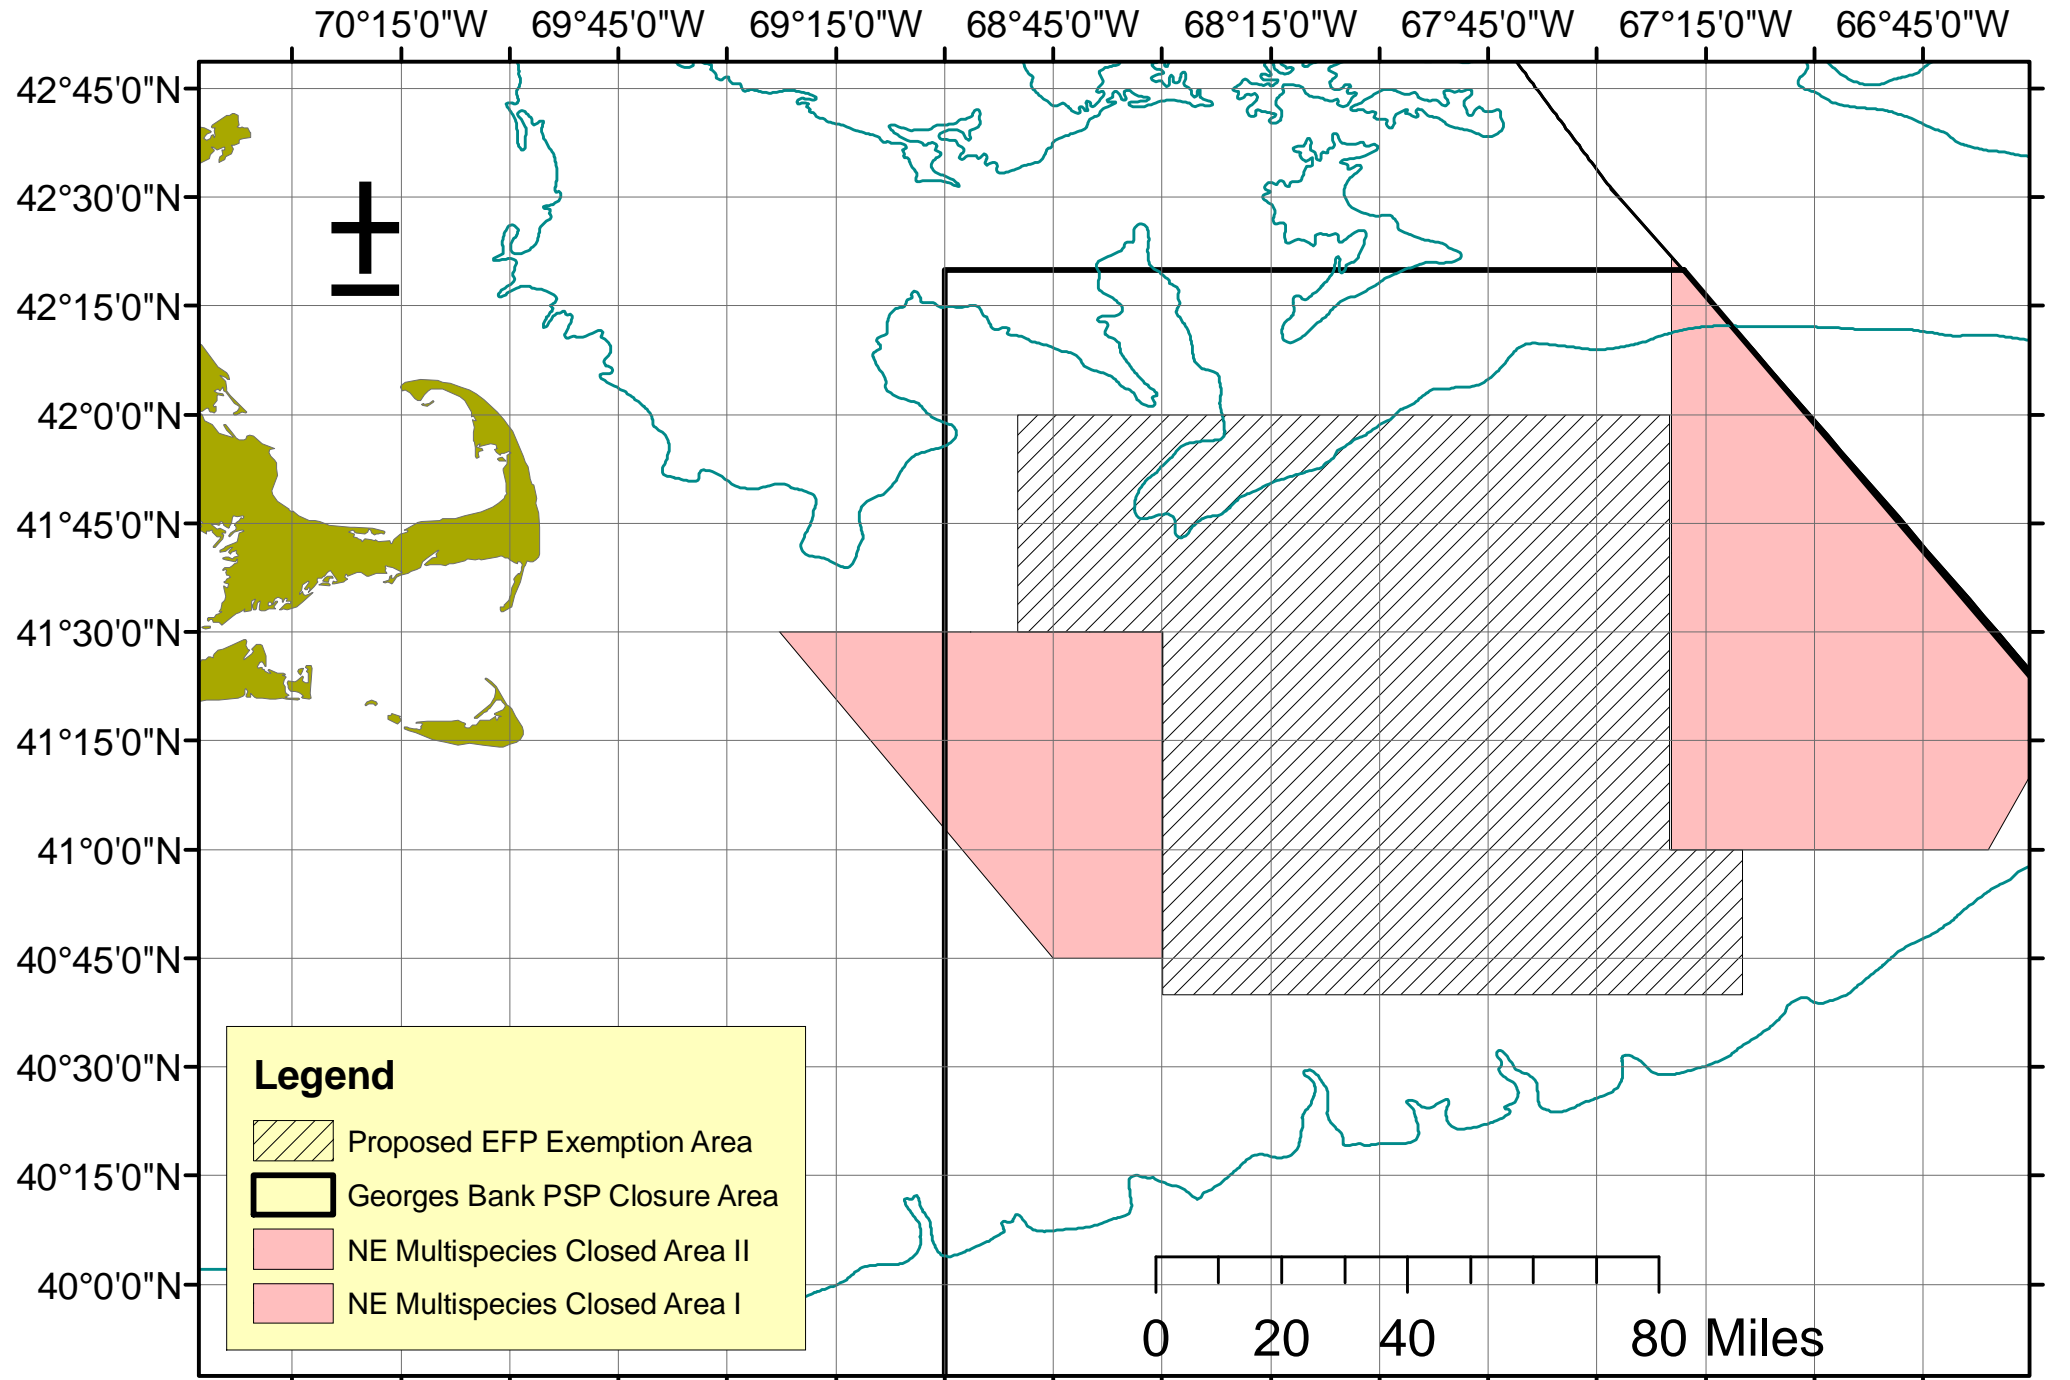 70°15'0"W 69°45'0"W 69°15'0"W 68°45'0"W 68°15'0"W 67°45'0"W 67°15'0"W 66°45'0"W
42°45'0"N
42°30'0"N
42°15'0"N
42°0'0"N
41°45'0"N
41°30'0"N
41°15'0"N
41°0'0"N
40°45'0"N
40°30'0"N
40°15'0"N
40°0'0"N
±
Legend
Proposed EFP Exemption Area
Georges Bank PSP Closure Area
NE Multispecies Closed Area II
NE Multispecies Closed Area I
0 20 40 80 Miles